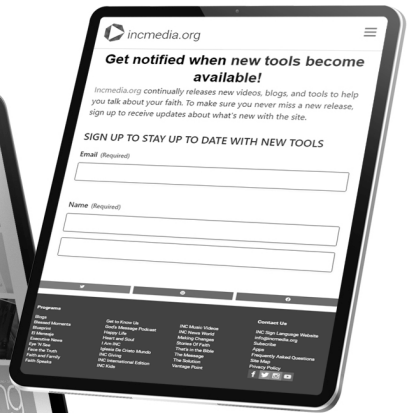 incmedia.org
Get notified when new tools become
available!
Incmedia.org continually releases new videos, blogs, and tools to help
you talk about your faith. To make sure you never miss a new release,
sign up to receive updates about what's new with the site.
SIGN UP TO STAY UP TO DATE WITH NEW TOOLS
Email (Required)
Name (Required)
Programs
Blogs
Blessed Moments
Blueprint
El Mensaje
Executive News
Eye 'N See
Face the Truth
Faith and Family
Faith Speaks
Get to Know Us
God's Message Podcast
Happy Life
Heart and Soul
I Am INC
Iglesia De Cristo Mundo
INC Giving
INC International Edition
INC Kids
INC Music Videos
INC News World
Making Changes
Stories Of Faith
That's in the Bible
The Message
The Solution
Vantage Point
Contact Us
INC Sign Language Website
info@incmedia.org
Subscribe
Apps
Frequently Asked Questions
Site Map
Privacy Policy